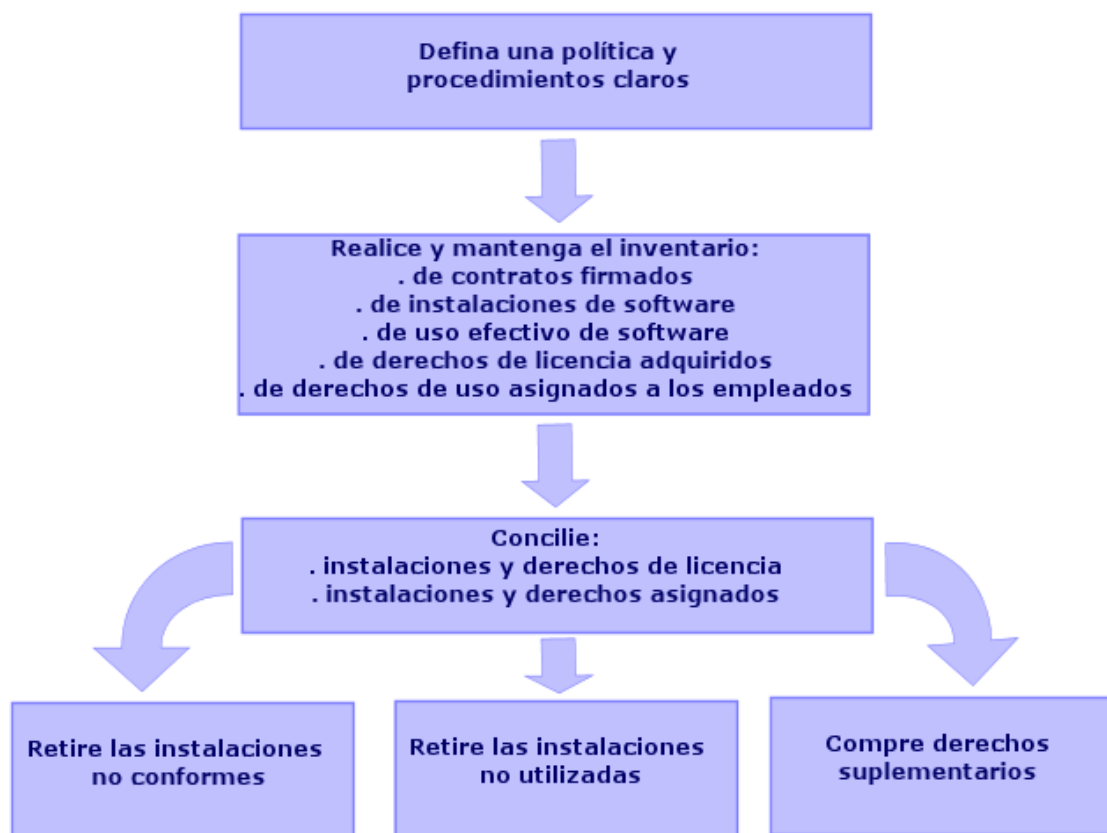 Defina una política y
procedimientos claros
Realice y mantenga el inventario:
. de contratos firmados
. de instalaciones de software
. de uso efectivo de software
. de derechos de licencia adquiridos
. de derechos de uso asignados a los empleados
Concilie:
. instalaciones y derechos de licencia
. instalaciones y derechos asignados
Retire las instalaciones
no conformes
Retire las instalaciones
no utilizadas
Compre derechos
suplementarios